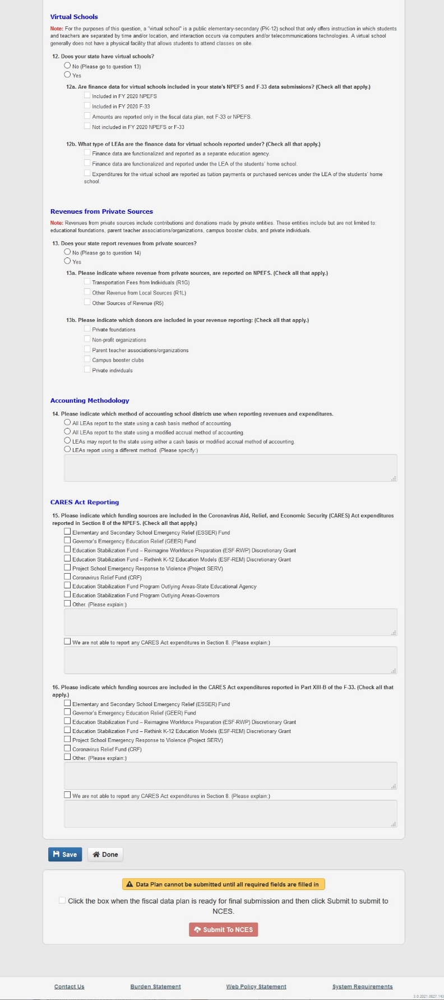 Virtual Schools
Note: For the purposes of this question, a "virtual school" is a public elementary-secondary (PK-12) school that only offers instruction in which students
and teachers are separated by time and/or location, and interaction occurs via computers and/or telecommunications technologies. A virtual school
generally does not have a physical facility that allows students to attend classes on site.
12. Does your state have virtual schools?
No (Please go to question 13)
Yes
12a. Are finance data for virtual schools included in your state's NPEFS and F-33 data submissions? (Check all that apply.)
Included in FY 2020 NPEFS
Included in FY 2020 F-33
Amounts are reported only in the fiscal data plan, not F-33 or NPEFS.
Not included in FY 2020 NPEFS or F-33
12b. What type of LEAs are the finance data for virtual schools reported under? (Check all that apply.)
Finance data are functionalized and reported as a separate education agency.
Finance data are functionalized and reported under the LEA of the students' home school.
Expenditures for the virtual school are reported as tuition payments or purchased services under the LEA of the students' home
school.
Revenues from Private Sources
Note: Revenues from private sources include contributions and donations made by private entities. These entities include but are not limited to:
educational foundations, parent teacher associations/organizations, campus booster clubs, and private individuals.
13. Does your state report revenues from private sources?
No (Please go to question 14)
Yes
13a. Please indicate where revenue from private sources, are reported on NPEFS. (Check all that apply.)
Transportation Fees from Individuals (R1G)
Other Revenue from Local Sources (R1L)
Other Sources of Revenue (R5)
13b. Please indicate which donors are included in your revenue reporting: (Check all that apply.)
Private foundations
Non-profit organizations
Parent teacher associations/organizations
Campus booster clubs
Private individuals
Accounting Methodology
14. Please indicate which method of accounting school districts use when reporting revenues and expenditures.
All LEAs report to the state using a cash basis method of accounting.
All LEAs report to the state using a modified accrual method of accounting.
LEAs may report to the state using either a cash basis or modified accrual method of accounting.
LEAs report using a different method. (Please specify:)
CARES Act Reporting
15. Please indicate which funding sources are included in the Coronavirus Aid, Relief, and Economic Security (CARES) Act expenditures
reported in Section 8 of the NPEFS. (Check all that apply.)
Elementary and Secondary School Emergency Relief (ESSER) Fund
Governor's Emergency Education Relief (GEER) Fund
Education Stabilization Fund – Reimagine Workforce Preparation (ESF-RWP) Discretionary Grant
Education Stabilization Fund – Rethink K-12 Education Models (ESF-REM) Discretionary Grant
Project School Emergency Response to Violence (Project SERV)
Coronavirus Relief Fund (CRF)
Education Stabilization Fund Program Outlying Areas-State Educational Agency
Education Stabilization Fund Program Outlying Areas-Governors
Other. (Please explain:)
We are not able to report any CARES Act expenditures in Section 8. (Please explain:)
16. Please indicate which funding sources are included in the CARES Act expenditures reported in Part XIII-B of the F-33. (Check all that
apply.)
Elementary and Secondary School Emergency Relief (ESSER) Fund
Governor's Emergency Education Relief (GEER) Fund
Education Stabilization Fund – Reimagine Workforce Preparation (ESF-RWP) Discretionary Grant
Education Stabilization Fund – Rethink K-12 Education Models (ESF-REM) Discretionary Grant
Project School Emergency Response to Violence (Project SERV)
Coronavirus Relief Fund (CRF)
Other. (Please explain:)
We are not able to report any CARES Act expenditures in Section 8. (Please explain:)
Save Done
Data Plan cannot be submitted until all required fields are filled in
Click the box when the fiscal data plan is ready for final submission and then click Submit to submit to
NCES.
Submit To NCES
Contact Us Burden Statement Web Policy Statement System Requirements
3.0.2021.0827.143